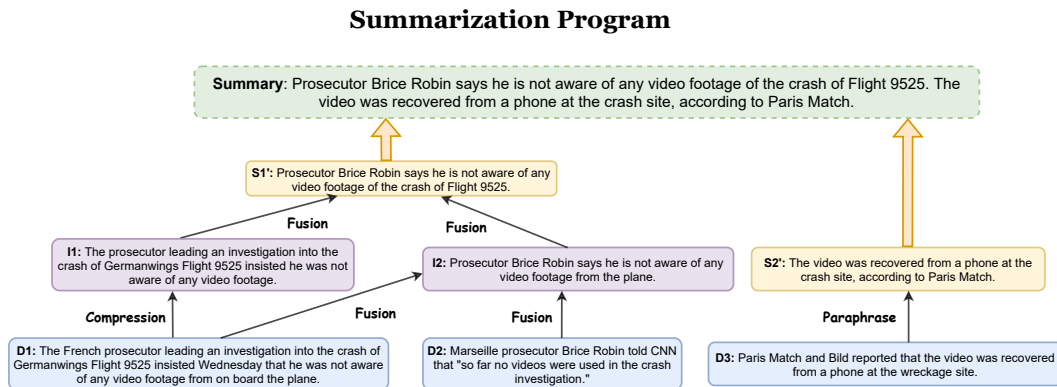 Summarization Program
Summary: Prosecutor Brice Robin says he is not aware of any video footage of the crash of Flight 9525. The
video was recovered from a phone at the crash site, according to Paris Match.
S1': Prosecutor Brice Robin says he is not aware of any
video footage of the crash of Flight 9525.
Fusion
Fusion
I1: The prosecutor leading an investigation into the
crash of Germanwings Flight 9525 insisted he was not
aware of any video footage.
I2: Prosecutor Brice Robin says he is not aware of any
video footage from the plane.
S2': The video was recovered from a phone at the
crash site, according to Paris Match.
Compression
Fusion
Fusion
Paraphrase
D1: The French prosecutor leading an investigation into the crash of
Germanwings Flight 9525 insisted Wednesday that he was not aware
of any video footage from on board the plane.
D2: Marseille prosecutor Brice Robin told CNN
that "so far no videos were used in the crash
investigation."
D3: Paris Match and Bild reported that the video was recovered
from a phone at the wreckage site.